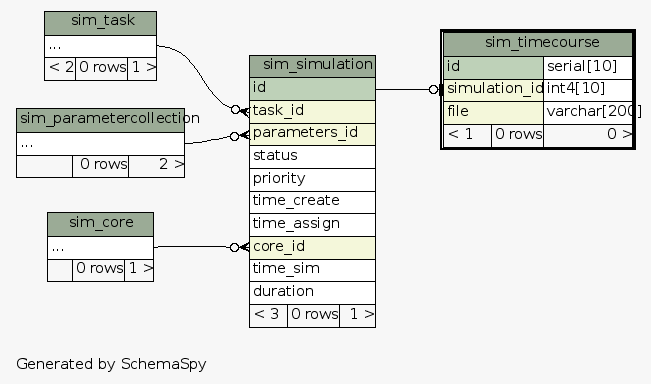 sim_task
...
< 2 0 rows 1 >
sim_parametercollection
...
0 rows 2 >
sim_core
...
0 rows 1 >
sim_simulation
id
task_id
parameters_id
status
priority
time_create
time_assign
core_id
time_sim
duration
< 3 0 rows 1 >
sim_timecourse
id serial[10]
simulation_id int4[10]
file varchar[200]
< 1 0 rows 0 >
Generated by SchemaSpy